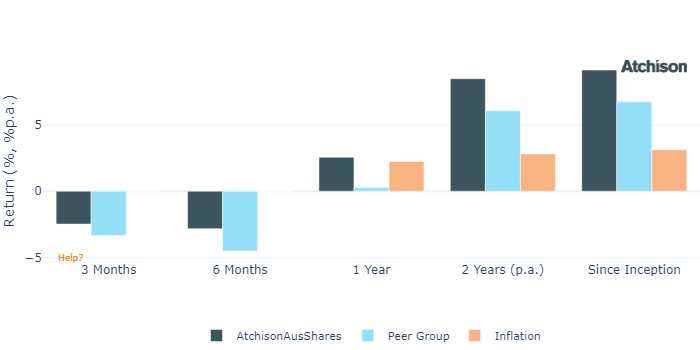 Atchison
Return (%, %p.a.)
5
0
−5
Help?
3 Months
6 Months
1 Year
2 Years (p.a.)
Since Inception
AtchisonAusShares
Peer Group
Inflation